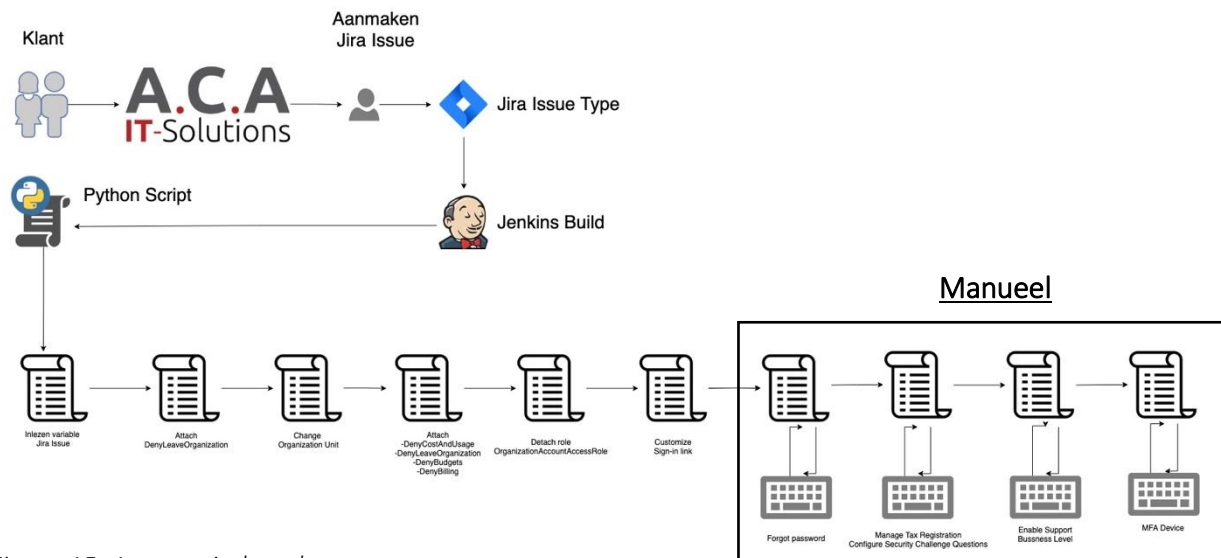 Klant
Aanmaken
Jira Issue
A.C.A
IT-Solutions
Jira Issue Type
Python Script
Jenkins Build
Manueel
Inlezen variable
Jira Issue
Attach
DenyLeaveOrganization
Change
Organization Unit
Attach
-DenyCostAndUsage
-DenyLeaveOrganization
-DenyBudgets
-DenyBilling
Detach role
OrganizationAccountAccessRole
Customize
Sign-in link
Forgot password
Manage Tax Registration
Configure Security Challenge Questions
Enable Support
Bussness Level
MFA Device